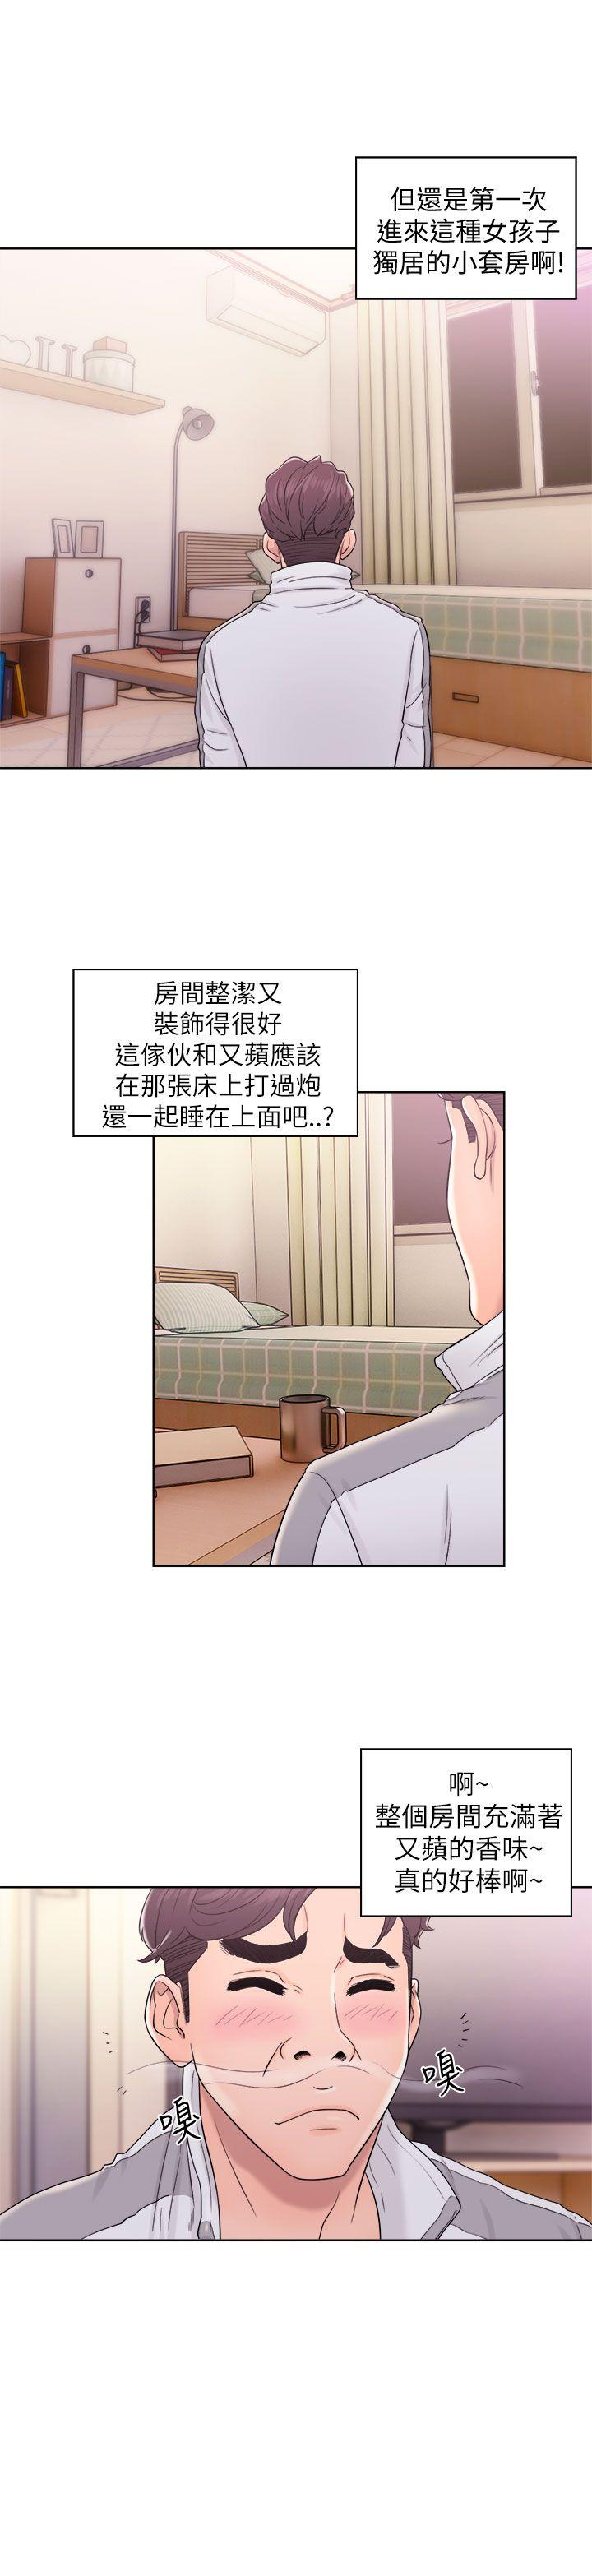 但還是第一次
進來這種女孩子
獨居的小套房啊!
房間整潔又
裝飾得很好
這傢伙和又蘋應該
在那張床上打過炮
還一起睡在上面吧..?
啊~
整個房間充滿著
又蘋的香味~
真的好棒啊~
嗅
嗅